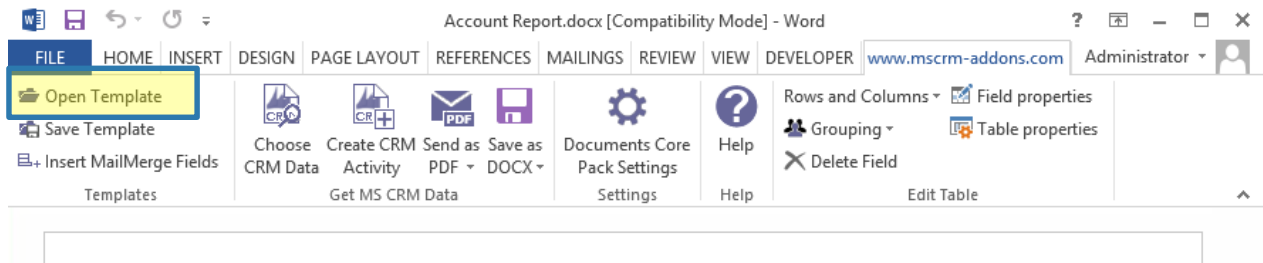 Account Report.docx [Compatibility Mode] - Word
FILE HOME INSERT DESIGN PAGE LAYOUT REFERENCES MAILINGS REVIEW VIEW DEVELOPER www.mscrm-addons.com Administrator
Open Template
Save Template
Insert MailMerge Fields
Templates
Choose CRM Data
Create CRM Activity
Send as PDF
Save as DOCX
Get MS CRM Data
Documents Core Pack Settings
Settings
Help
Help
Rows and Columns Field properties
Grouping Table properties
Delete Field
Edit Table